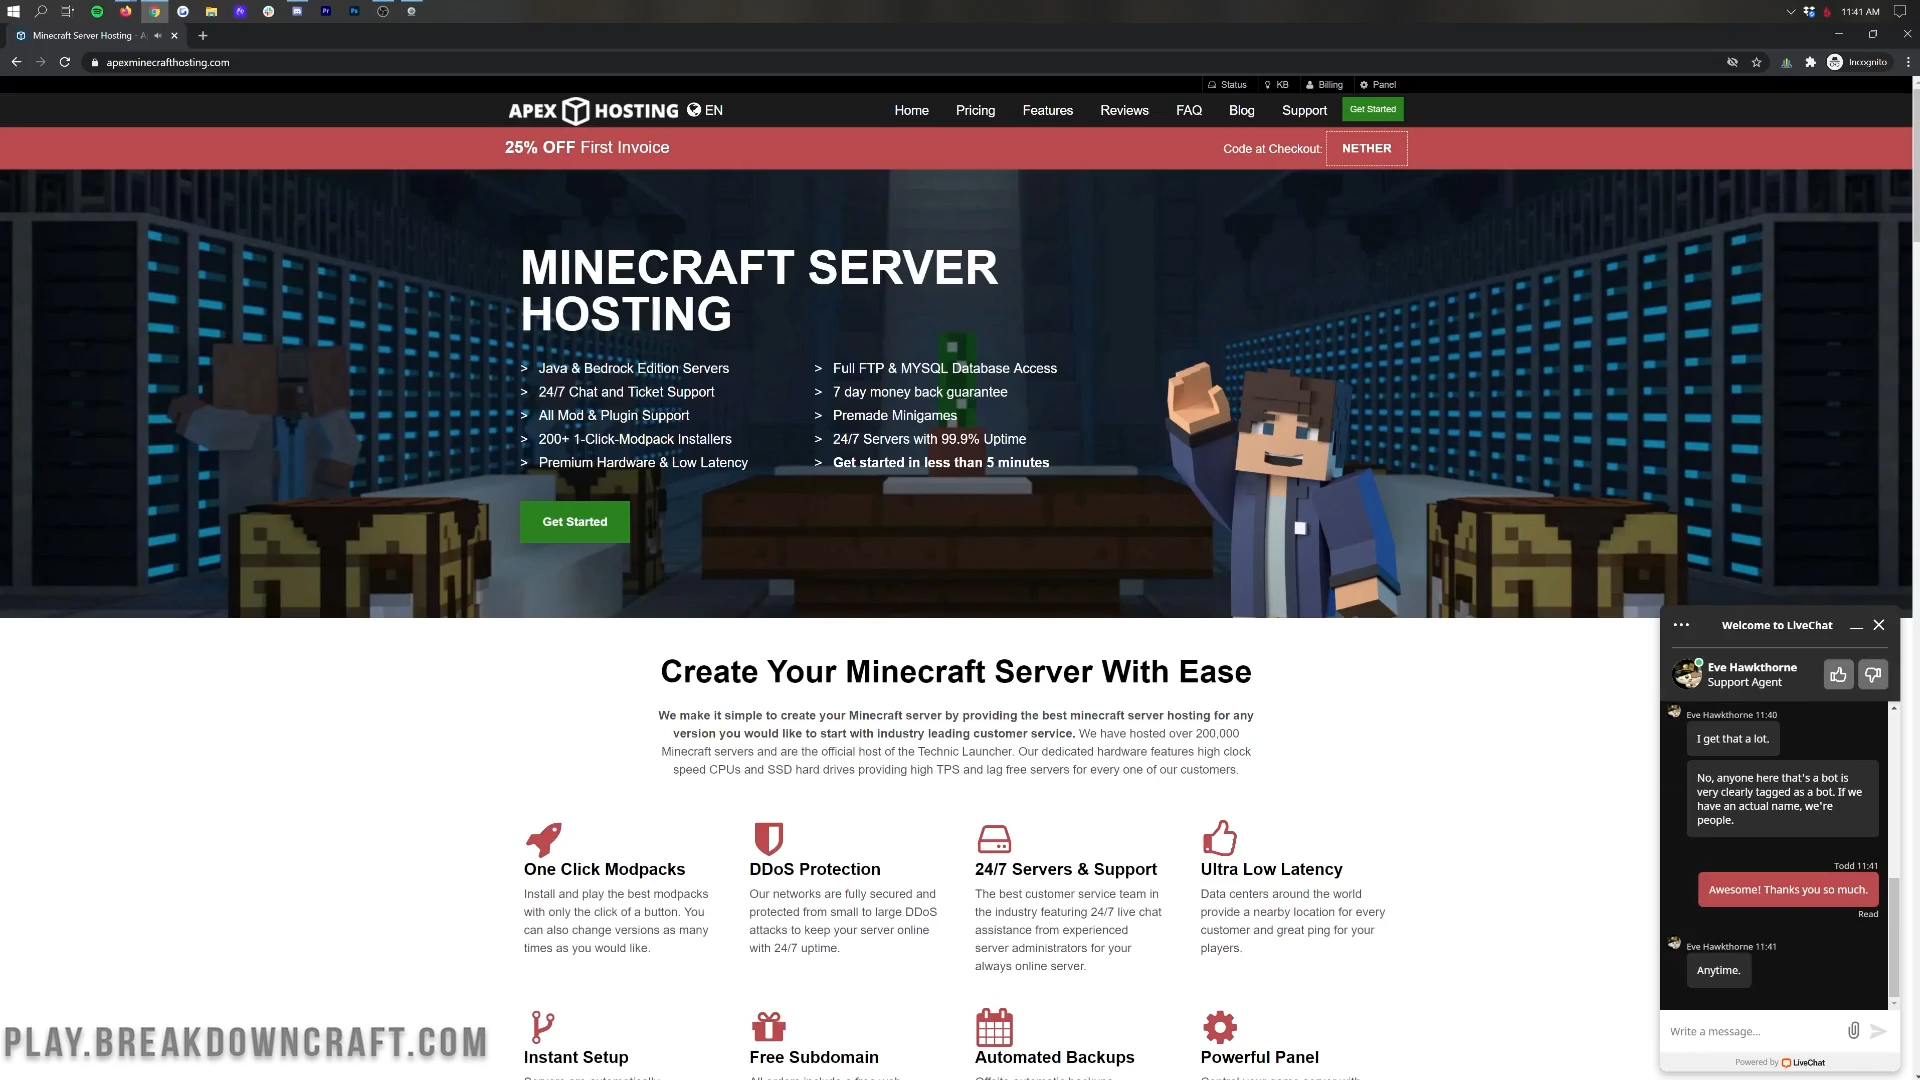 11:41 AM
Minecraft Server Hosting - A
apexminecrafthosting.com
Incognito
Status KB Billing Panel
APEX HOSTING EN
Home Pricing Features Reviews FAQ Blog Support Get Started
25% OFF First Invoice
Code at Checkout: NETHER
MINECRAFT SERVER
HOSTING
> Java & Bedrock Edition Servers
> 24/7 Chat and Ticket Support
> All Mod & Plugin Support
> 200+ 1-Click-Modpack Installers
> Premium Hardware & Low Latency
> Full FTP & MYSQL Database Access
> 7 day money back guarantee
> Premade Minigames
> 24/7 Servers with 99.9% Uptime
> Get started in less than 5 minutes
Get Started
Create Your Minecraft Server With Ease
We make it simple to create your Minecraft server by providing the best minecraft server hosting for any
version you would like to start with industry leading customer service. We have hosted over 200,000
Minecraft servers and are the official host of the Technic Launcher. Our dedicated hardware features high clock
speed CPUs and SSD hard drives providing high TPS and lag free servers for every one of our customers.
One Click Modpacks
Install and play the best modpacks
with only the click of a button. You
can also change versions as many
times as you would like.
DDoS Protection
Our networks are fully secured and
protected from small to large DDoS
attacks to keep your server online
with 24/7 uptime.
24/7 Servers & Support
The best customer service team in
the industry featuring 24/7 live chat
assistance from experienced
server administrators for your
always online server.
Ultra Low Latency
Data centers around the world
provide a nearby location for every
customer and great ping for your
players.
Instant Setup
Free Subdomain
Automated Backups
Powerful Panel
Welcome to LiveChat
Eve Hawkthorne
Support Agent
Eve Hawkthorne 11:40
I get that a lot.
No, anyone here that's a bot is
very clearly tagged as a bot. If we
have an actual name, we're
people.
Todd 11:41
Awesome! Thanks you so much.
Read
Eve Hawkthorne 11:41
Anytime.
Write a message...
Powered by LiveChat
PLAY.BREAKDOWNCRAFT.COM